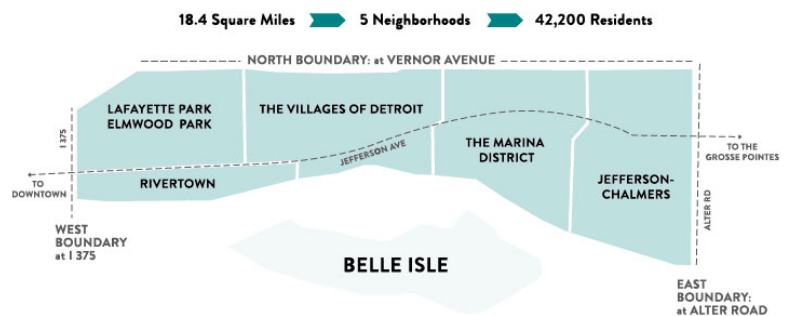 18.4 Square Miles 5 Neighborhoods 42,200 Residents
NORTH BOUNDARY: at VERNOR AVENUE
LAFAYETTE PARK
ELMWOOD PARK
THE VILLAGES OF DETROIT
I 375
JEFFERSON AVE
THE MARINA
DISTRICT
TO THE
GROSSE POINTES
TO
DOWNTOWN
RIVERTOWN
JEFFERSON-
CHALMERS
ALTER RD
WEST
BOUNDARY
at I 375
BELLE ISLE
EAST
BOUNDARY:
at ALTER ROAD